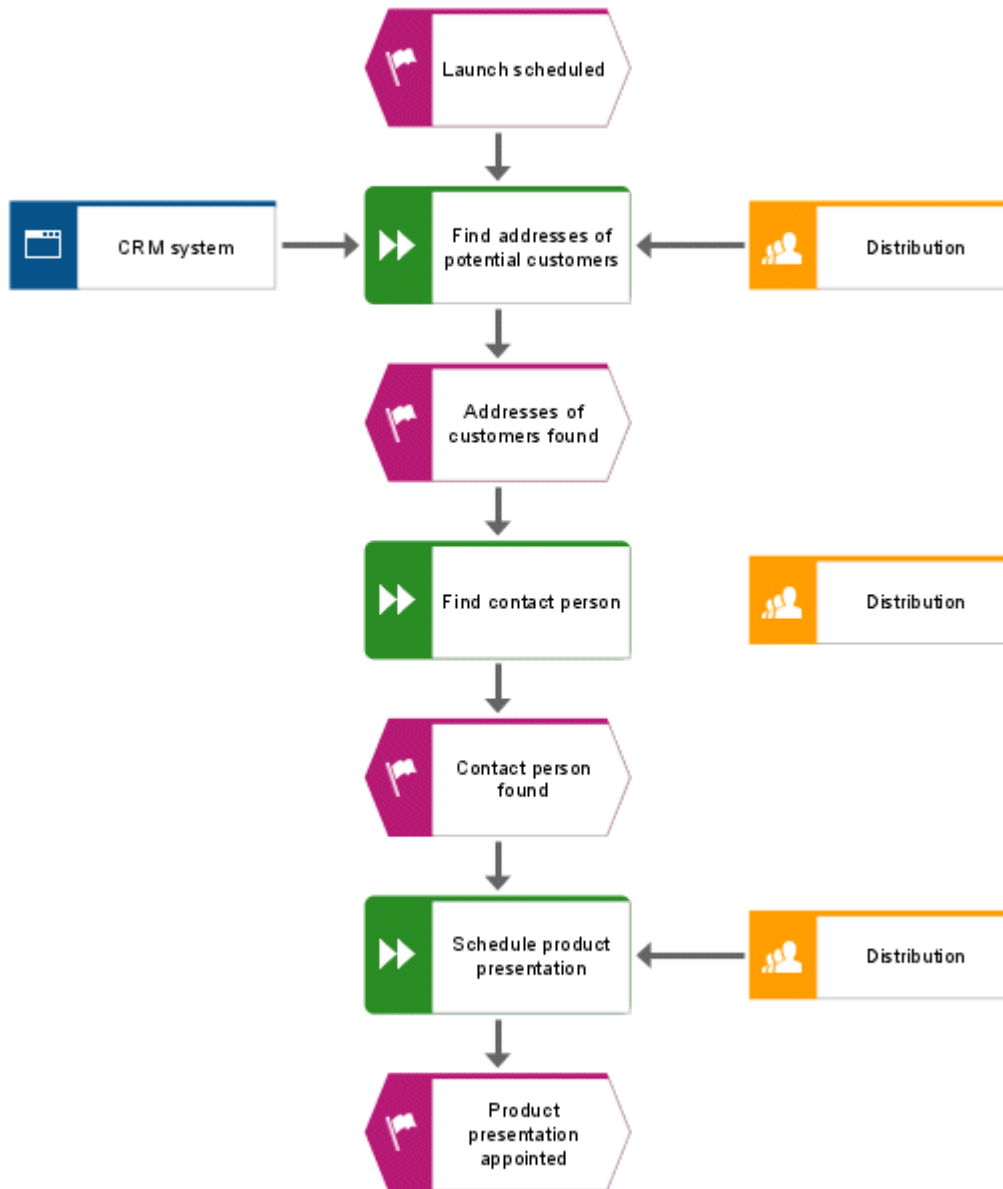 Launch scheduled
CRM system
Find addresses of
potential customers
Distribution
Addresses of
customers found
Find contact person
Distribution
Contact person
found
Schedule product
presentation
Distribution
Product
presentation
appointed